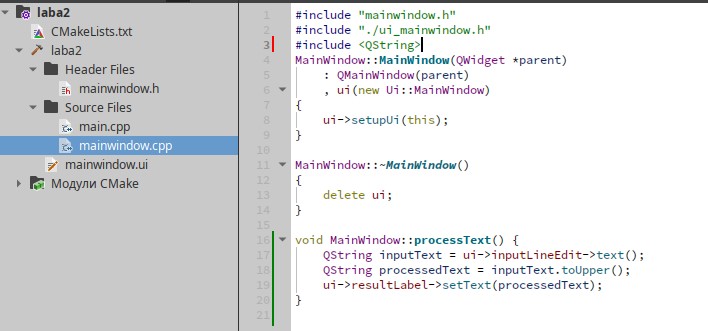 laba2
CMakeLists.txt
laba2
Header Files
mainwindow.h
Source Files
main.cpp
mainwindow.cpp
mainwindow.ui
Модули CMake
1 #include "mainwindow.h"
2 #include "./ui_mainwindow.h"
3 #include <QString>
4 MainWindow::MainWindow(QWidget *parent)
5     : QMainWindow(parent)
6     , ui(new Ui::MainWindow)
7 {
8     ui->setupUi(this);
9 }
10
11 MainWindow::~MainWindow()
12 {
13     delete ui;
14 }
15
16 void MainWindow::processText() {
17     QString inputText = ui->inputLineEdit->text();
18     QString processedText = inputText.toUpper();
19     ui->resultLabel->setText(processedText);
20 }
21